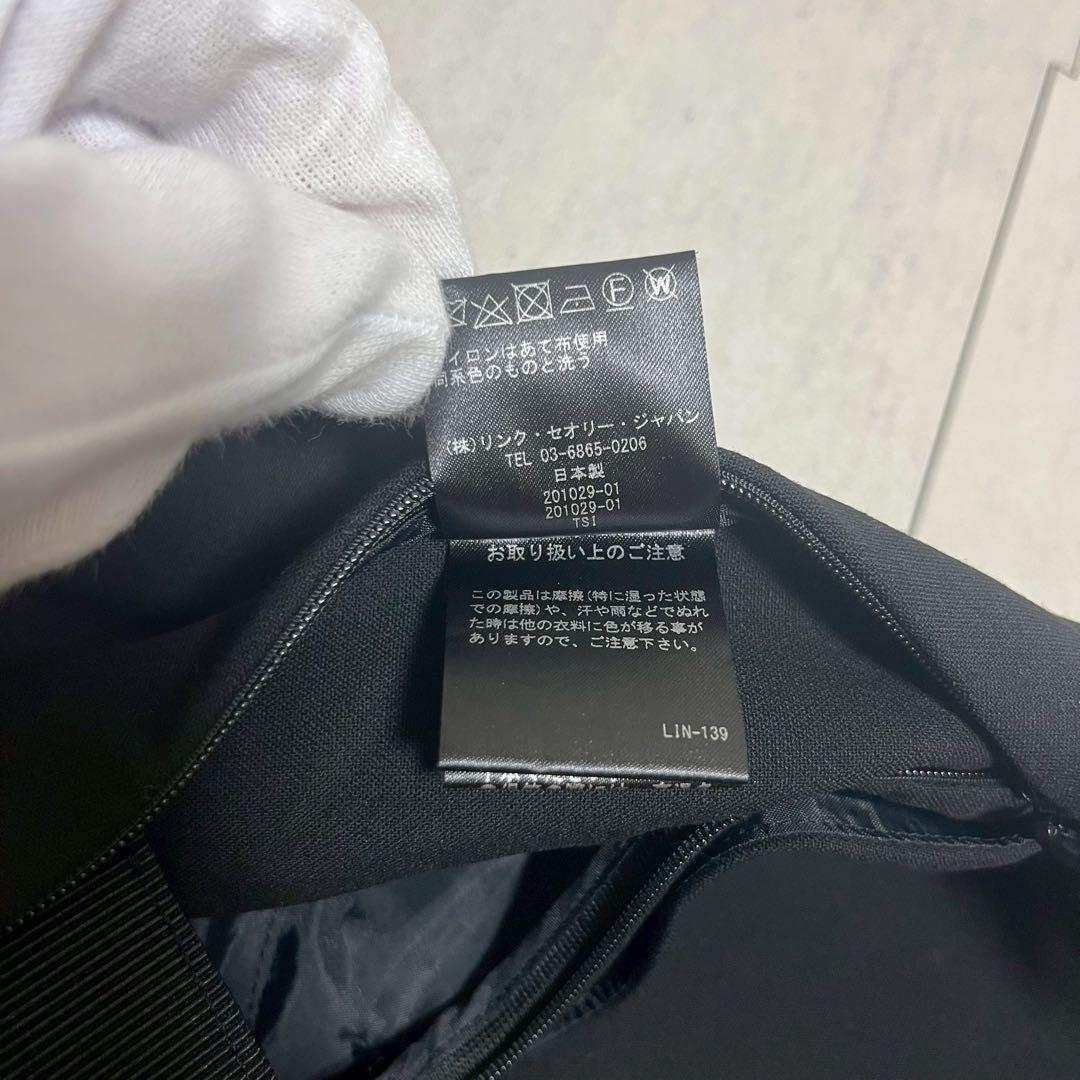 F W
イロンはあて布使用
同系色のものと洗う
(株)リンク・セオリー・ジャパン
TEL 03-6865-0206
日本製
201029-01
201029-01
TSI
お取り扱い上のご注意
この製品は摩擦(特に湿った状態
での摩擦)や、汗や雨などでぬれ
た時は他の衣料に色が移る事が
ありますので、ご注意下さい。
LIN-139